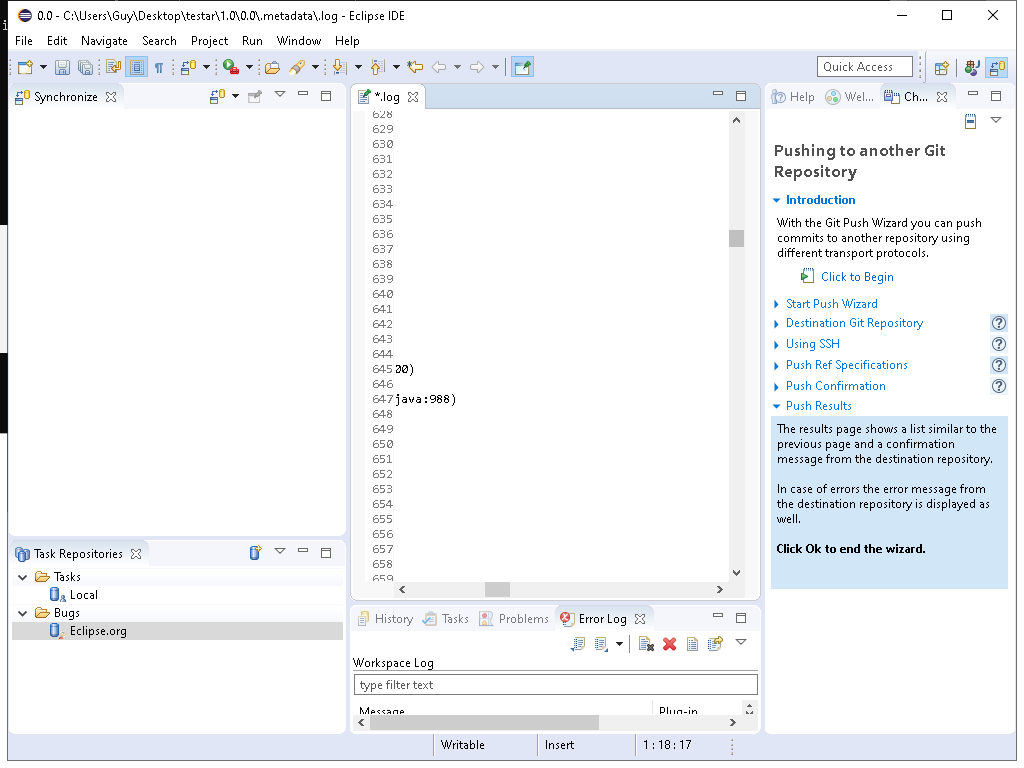 0.0 - C:\Users\Guy\Desktop\testar\1.0\0.0\.metadata\.log - Eclipse IDE
File Edit Navigate Search Project Run Window Help
Quick Access
Synchronize
*.log
628
629
630
631
632
633
634
635
636
637
638
639
640
641
642
643
644
645 00)
646
647 java:988)
648
649
650
651
652
653
654
655
656
657
658
659
Help Wel... Ch...
Pushing to another Git
Repository
Introduction
With the Git Push Wizard you can push
commits to another repository using
different transport protocols.
Click to Begin
Start Push Wizard
Destination Git Repository
Using SSH
Push Ref Specifications
Push Confirmation
Push Results
The results page shows a list similar to the
previous page and a confirmation
message from the destination repository.
In case of errors the error message from
the destination repository is displayed as
well.
Click Ok to end the wizard.
Task Repositories
Tasks
Local
Bugs
Eclipse.org
History Tasks Problems Error Log
Workspace Log
type filter text
Message Plug-in
Writable Insert 1 : 18 : 17